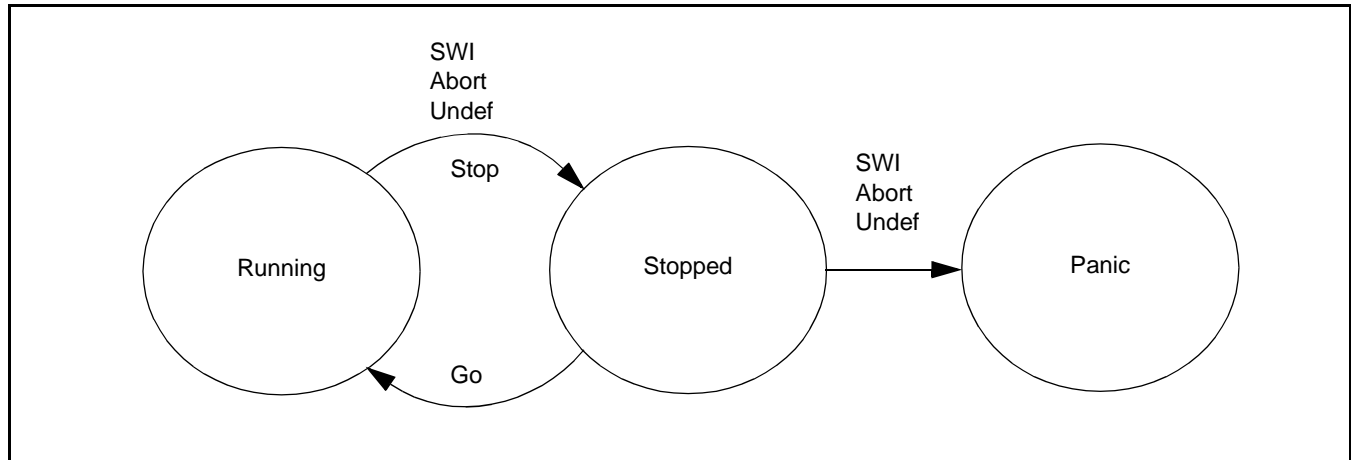 SWI
Abort
Undef
Stop
SWI
Abort
Undef
Running
Stopped
Panic
Go